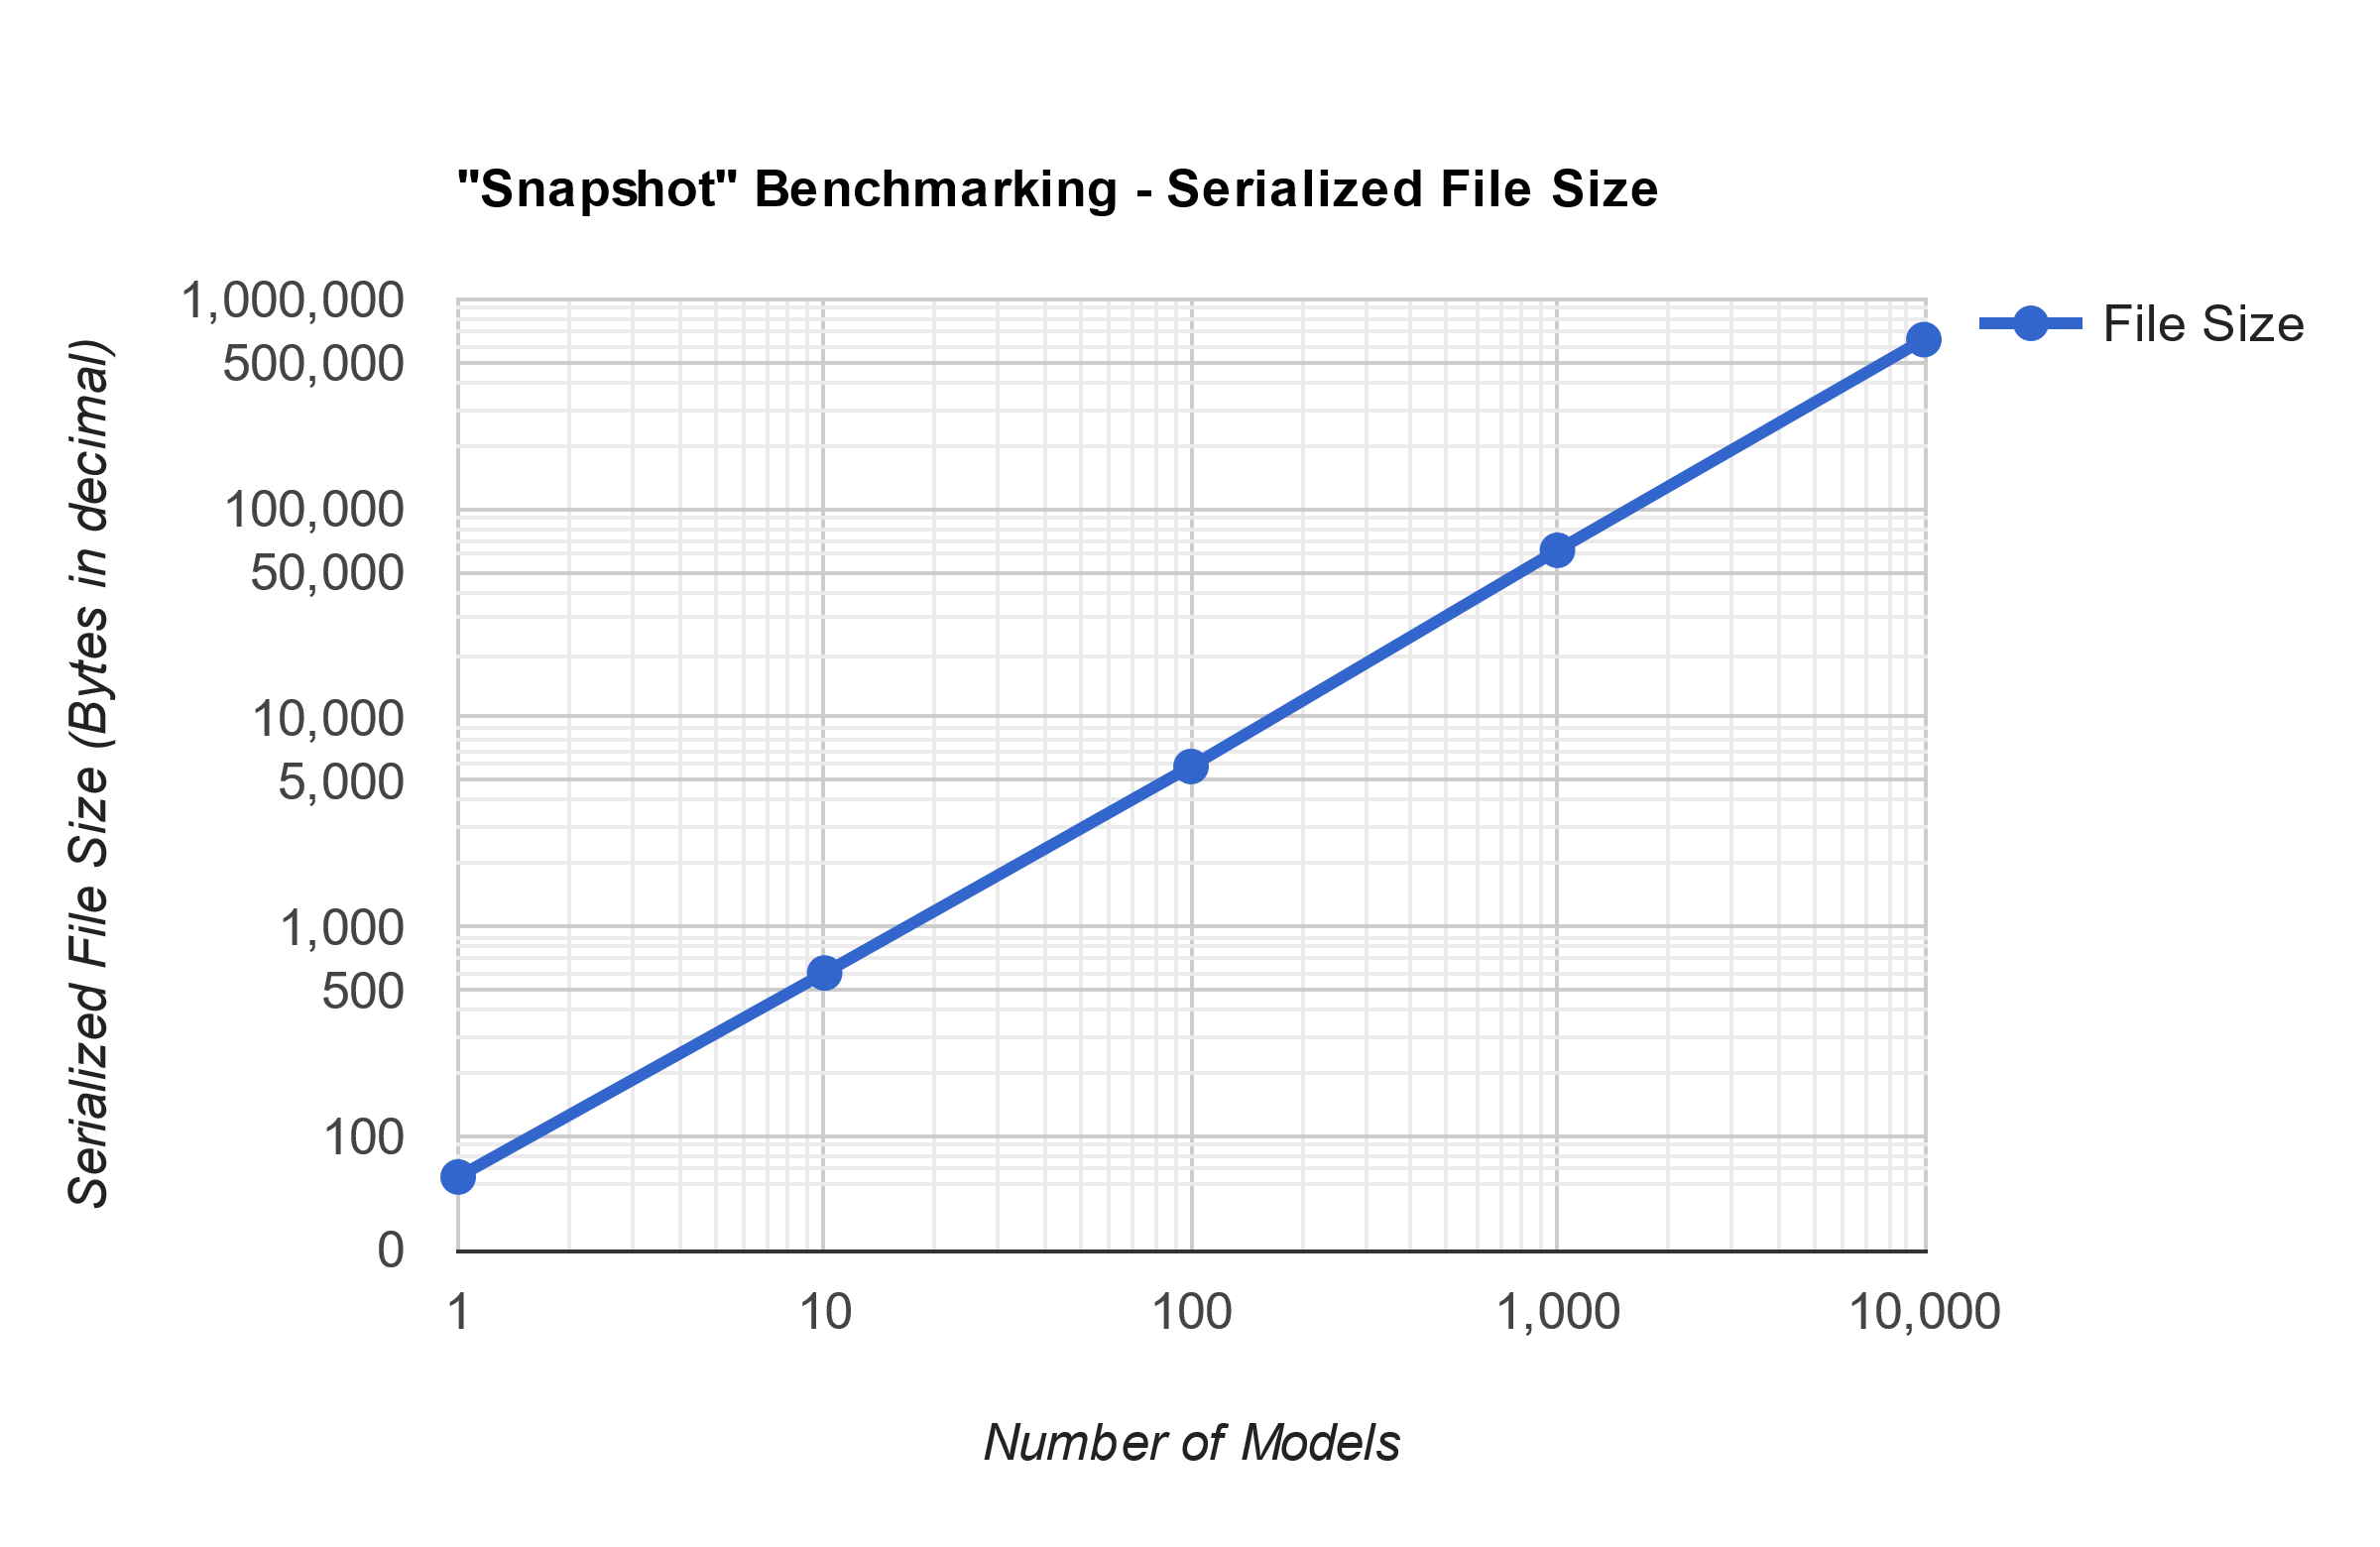 "Snapshot" Benchmarking - Serialized File Size
File Size
Serialized File Size (Bytes in decimal)
1,000,000
500,000
100,000
50,000
10,000
5,000
1,000
500
100
0
1 10 100 1,000 10,000
Number of Models